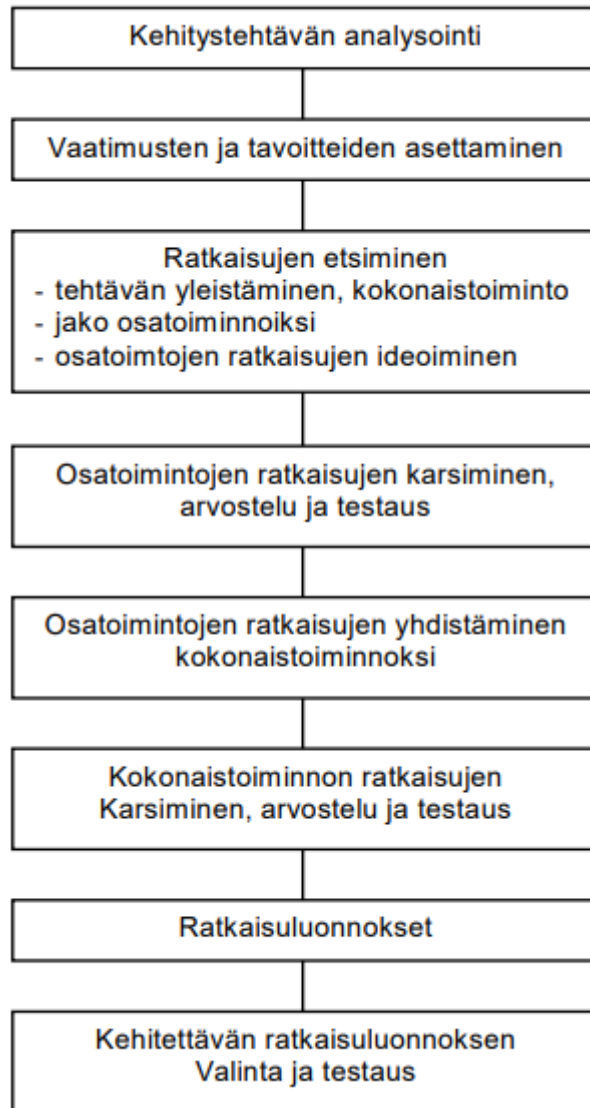 Kehitystehtävän analysointi
Vaatimusten ja tavoitteiden asettaminen
Ratkaisujen etsiminen
- tehtävän yleistäminen, kokonaistoiminto
- jako osatoiminnoiksi
- osatoimtojen ratkaisujen ideoiminen
Osatoimintojen ratkaisujen karsiminen,
arvostelu ja testaus
Osatoimintojen ratkaisujen yhdistäminen
kokonaistoiminnoksi
Kokonaistoiminnon ratkaisujen
Karsiminen, arvostelu ja testaus
Ratkaisuluonnokset
Kehitettävän ratkaisuluonnoksen
Valinta ja testaus